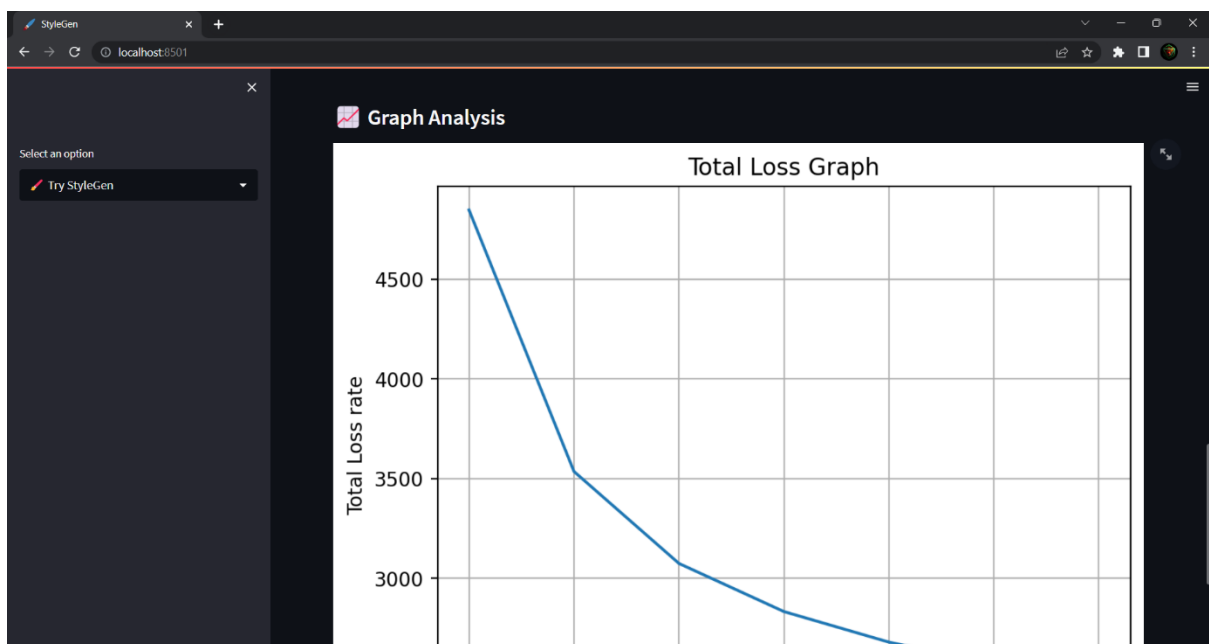 StyleGen
localhost:8501
Select an option
Try StyleGen
Graph Analysis
Total Loss Graph
4500
4000
3500
3000
Total Loss rate